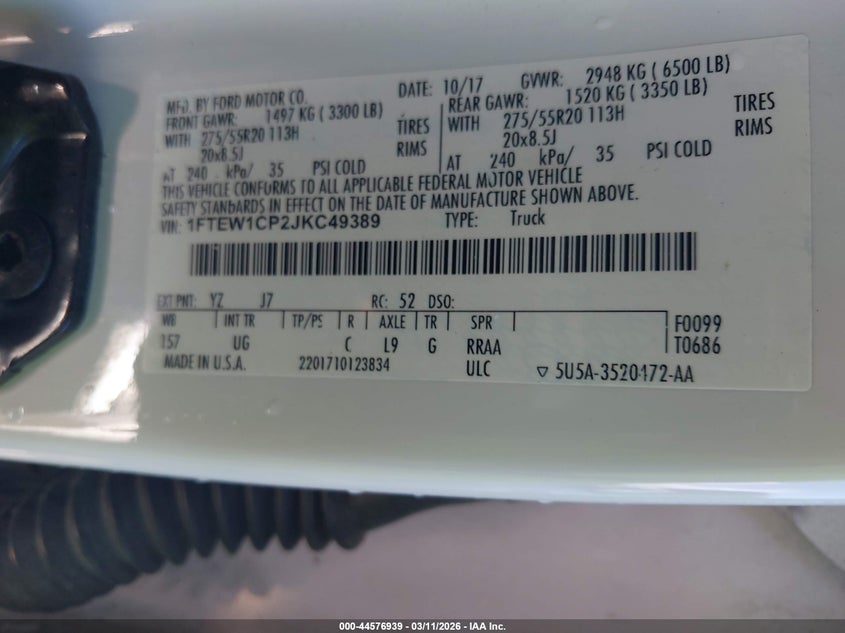 MFD. BY FORD MOTOR CO.
DATE: 10/17 GVWR: 2948 KG ( 6500 LB)
FRONT GAWR: 1497 KG ( 3300 LB)
REAR GAWR: 1520 KG ( 3350 LB)
WITH 275/55R20 113H TIRES
WITH 275/55R20 113H TIRES
20x8.5J RIMS
20x8.5J RIMS
AT 240 kPa/ 35 PSI COLD
AT 240 kPa/ 35 PSI COLD
THIS VEHICLE CONFORMS TO ALL APPLICABLE FEDERAL MOTOR VEHICLE
SAFETY STANDARDS IN EFFECT ON THE DATE OF MANUFACTURE SHOWN ABOVE.
VIN: 1FTEW1CP2JKC49389 TYPE: Truck
EXT PNT: YZ J7 RC: 52 DSO:
WB INT TR TP/PS R AXLE TR SPR F0099
157 UG C L9 G RRAA T0686
MADE IN U.S.A. 2201710123834 ULC ▽ 5U5A-3520472-AA
000-44576939 — 03/11/2026 — IAA Inc.